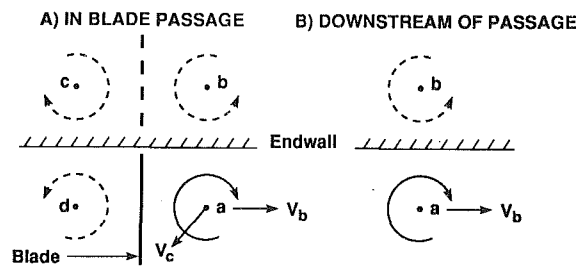 A) IN BLADE PASSAGE
B) DOWNSTREAM OF PASSAGE
c
b
b
Endwall
d
a
V_b
a
V_b
V_c
Blade